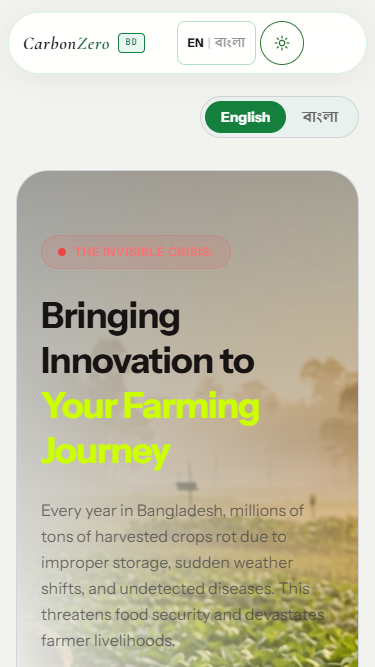 CarbonZero BD EN | বাংলা
English বাংলা
THE INVISIBLE CRISIS:
Bringing
Innovation to
Your Farming
Journey
Every year in Bangladesh, millions of
tons of harvested crops rot due to
improper storage, sudden weather
shifts, and undetected diseases. This
threatens food security and devastates
farmer livelihoods.